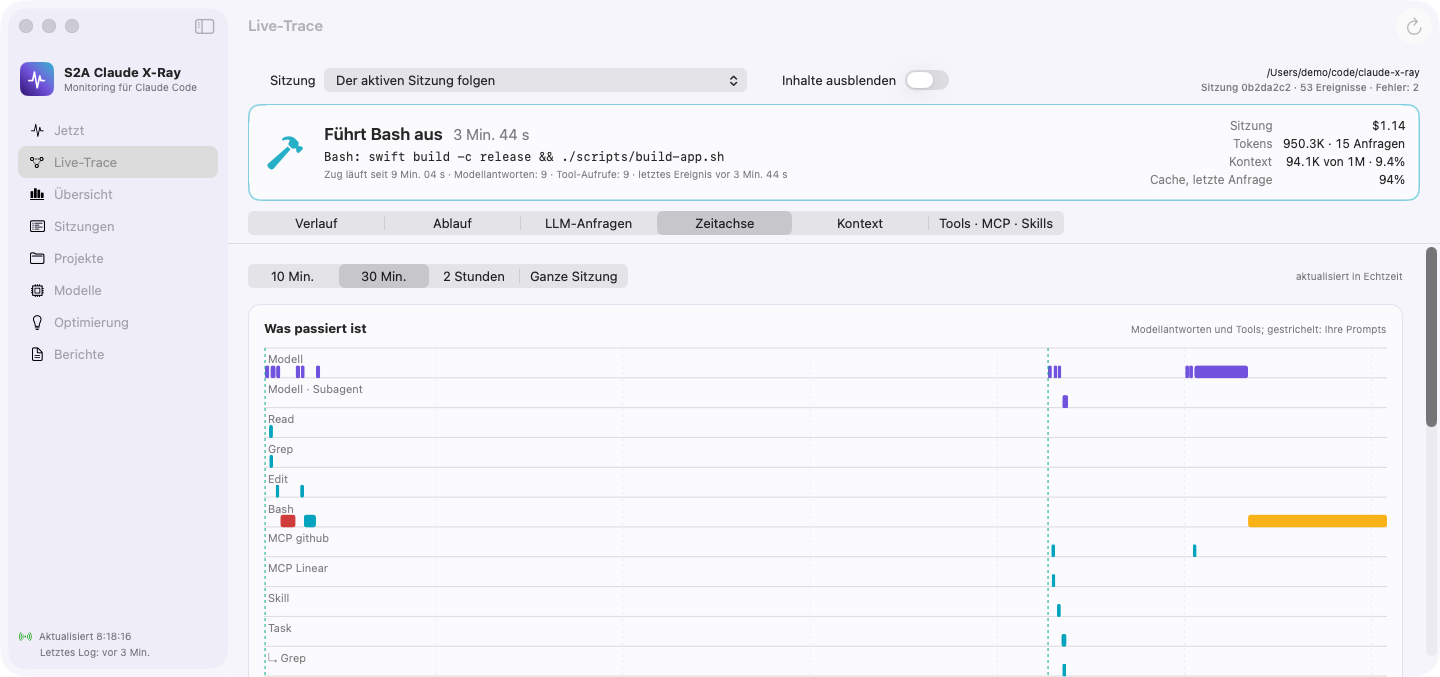 Live-Trace
S2A Claude X-Ray
Monitoring für Claude Code
Jetzt
Live-Trace
Übersicht
Sitzungen
Projekte
Modelle
Optimierung
Berichte
Aktualisiert 8:18:16
Letztes Log: vor 3 Min.
Sitzung
Der aktiven Sitzung folgen
Inhalte ausblenden
/Users/demo/code/claude-x-ray
Sitzung 0b2da2c2 · 53 Ereignisse · Fehler: 2
Führt Bash aus 3 Min. 44 s
Bash: swift build -c release && ./scripts/build-app.sh
Zug läuft seit 9 Min. 04 s · Modellantworten: 9 · Tool-Aufrufe: 9 · letztes Ereignis vor 3 Min. 44 s
Sitzung $1.14
Tokens 950.3K · 15 Anfragen
Kontext 94.1K von 1M · 9.4%
Cache, letzte Anfrage 94%
Verlauf Ablauf LLM-Anfragen Zeitachse Kontext Tools · MCP · Skills
10 Min. 30 Min. 2 Stunden Ganze Sitzung
aktualisiert in Echtzeit
Was passiert ist
Modellantworten und Tools; gestrichelt: Ihre Prompts
Modell
Modell · Subagent
Read
Grep
Edit
Bash
MCP github
MCP Linear
Skill
Task
Grep